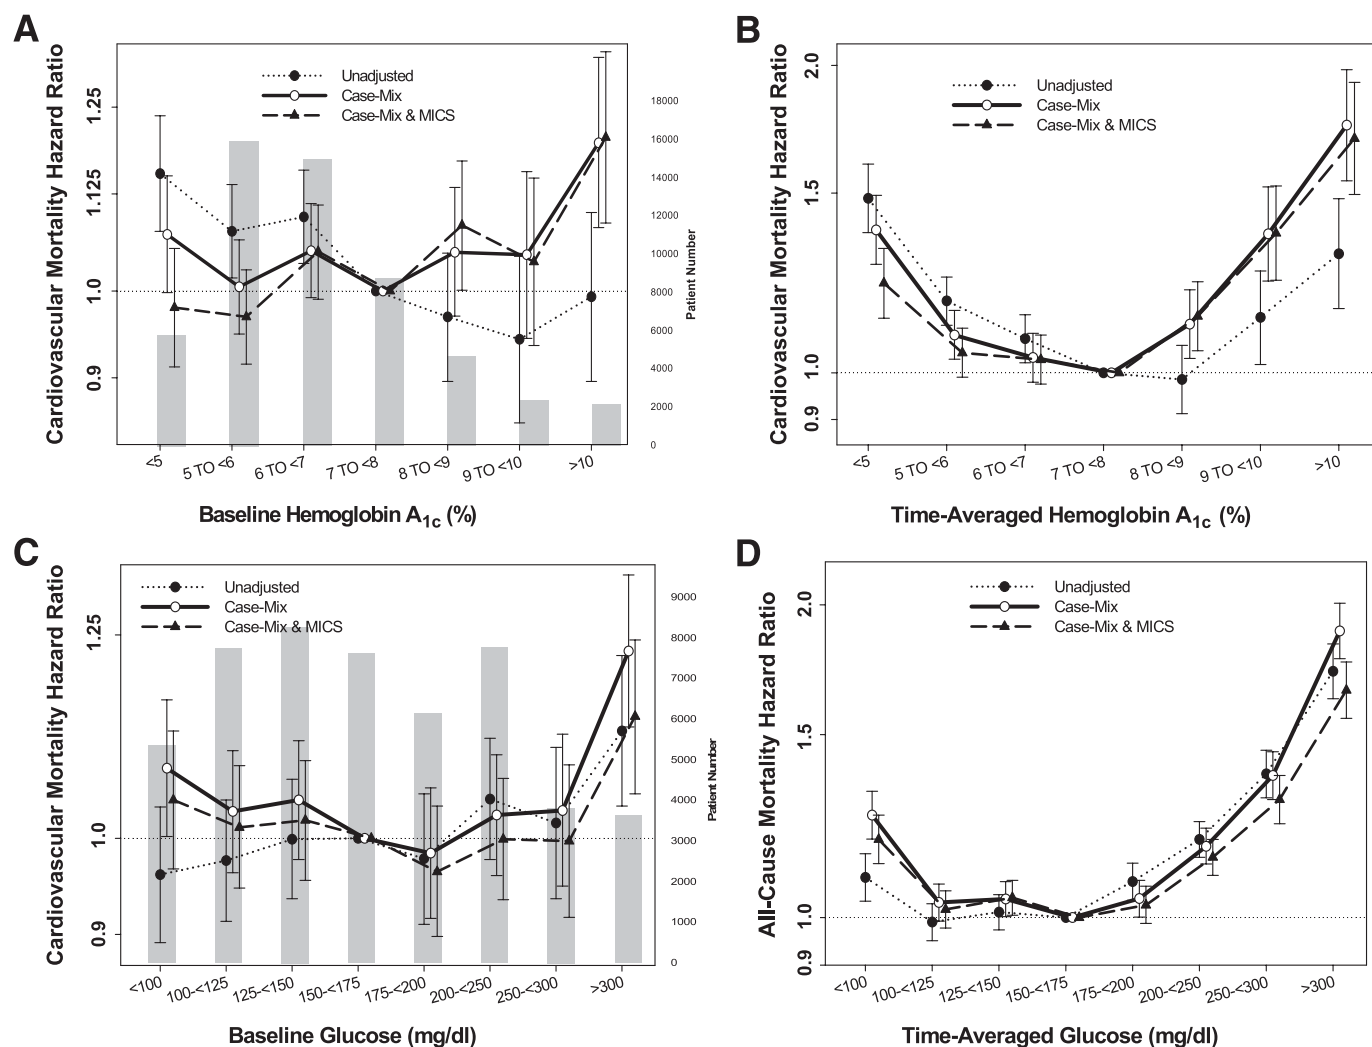 A
Cardiovascular Mortality Hazard Ratio
1.25
1.125
1.0
0.9
Unadjusted
Case-Mix
Case-Mix & MICS
18000
16000
14000
12000
10000
8000
6000
4000
2000
0
Patient Number
<5
5 TO <6
6 TO <7
7 TO <8
8 TO <9
9 TO <10
>10
Baseline Hemoglobin A1c (%)
B
Cardiovascular Mortality Hazard Ratio
2.0
1.5
1.0
0.9
Unadjusted
Case-Mix
Case-Mix & MICS
<5
5 TO <6
6 TO <7
7 TO <8
8 TO <9
9 TO <10
>10
Time-Averaged Hemoglobin A1c (%)
C
Cardiovascular Mortality Hazard Ratio
1.25
1.0
0.9
Unadjusted
Case-Mix
Case-Mix & MICS
9000
8000
7000
6000
5000
4000
3000
2000
1000
0
Patient Number
<100
100-<125
125-<150
150-<175
175-<200
200-<250
250-<300
>300
Baseline Glucose (mg/dl)
D
All-Cause Mortality Hazard Ratio
2.0
1.5
1.0
0.9
Unadjusted
Case-Mix
Case-Mix & MICS
<100
100-<125
125-<150
150-<175
175-<200
200-<250
250-<300
>300
Time-Averaged Glucose (mg/dl)